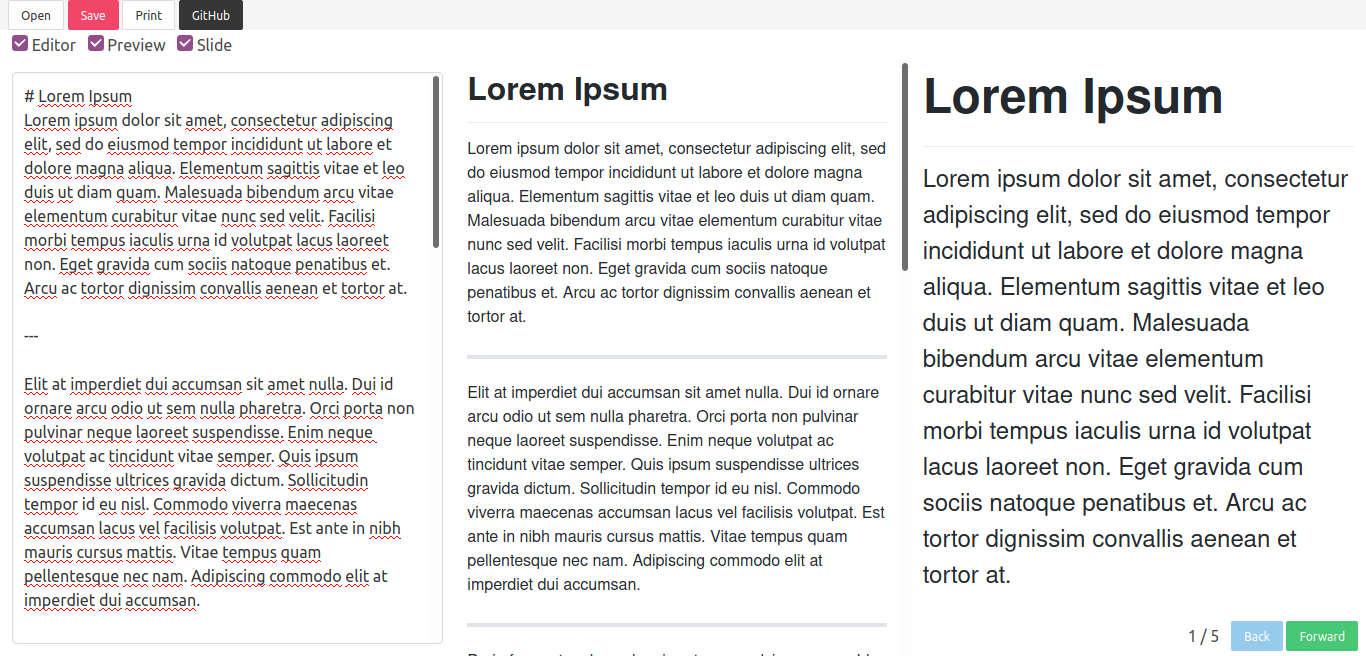 Open Save Print GitHub
Editor Preview Slide
# Lorem Ipsum
Lorem ipsum dolor sit amet, consectetur adipiscing
elit, sed do eiusmod tempor incididunt ut labore et
dolore magna aliqua. Elementum sagittis vitae et leo
duis ut diam quam. Malesuada bibendum arcu vitae
elementum curabitur vitae nunc sed velit. Facilisi
morbi tempus iaculis urna id volutpat lacus laoreet
non. Eget gravida cum sociis natoque penatibus et.
Arcu ac tortor dignissim convallis aenean et tortor at.
---
Elit at imperdiet dui accumsan sit amet nulla. Dui id
ornare arcu odio ut sem nulla pharetra. Orci porta non
pulvinar neque laoreet suspendisse. Enim neque
volutpat ac tincidunt vitae semper. Quis ipsum
suspendisse ultrices gravida dictum. Sollicitudin
tempor id eu nisl. Commodo viverra maecenas
accumsan lacus vel facilisis volutpat. Est ante in nibh
mauris cursus mattis. Vitae tempus quam
pellentesque nec nam. Adipiscing commodo elit at
imperdiet dui accumsan.
Lorem Ipsum
Lorem ipsum dolor sit amet, consectetur adipiscing elit, sed
do eiusmod tempor incididunt ut labore et dolore magna
aliqua. Elementum sagittis vitae et leo duis ut diam quam.
Malesuada bibendum arcu vitae elementum curabitur vitae
nunc sed velit. Facilisi morbi tempus iaculis urna id volutpat
lacus laoreet non. Eget gravida cum sociis natoque
penatibus et. Arcu ac tortor dignissim convallis aenean et
tortor at.
Elit at imperdiet dui accumsan sit amet nulla. Dui id ornare
arcu odio ut sem nulla pharetra. Orci porta non pulvinar
neque laoreet suspendisse. Enim neque volutpat ac
tincidunt vitae semper. Quis ipsum suspendisse ultrices
gravida dictum. Sollicitudin tempor id eu nisl. Commodo
viverra maecenas accumsan lacus vel facilisis volutpat. Est
ante in nibh mauris cursus mattis. Vitae tempus quam
pellentesque nec nam. Adipiscing commodo elit at
imperdiet dui accumsan.
Lorem Ipsum
Lorem ipsum dolor sit amet, consectetur
adipiscing elit, sed do eiusmod tempor
incididunt ut labore et dolore magna
aliqua. Elementum sagittis vitae et leo
duis ut diam quam. Malesuada
bibendum arcu vitae elementum
curabitur vitae nunc sed velit. Facilisi
morbi tempus iaculis urna id volutpat
lacus laoreet non. Eget gravida cum
sociis natoque penatibus et. Arcu ac
tortor dignissim convallis aenean et
tortor at.
1 / 5 Back Forward